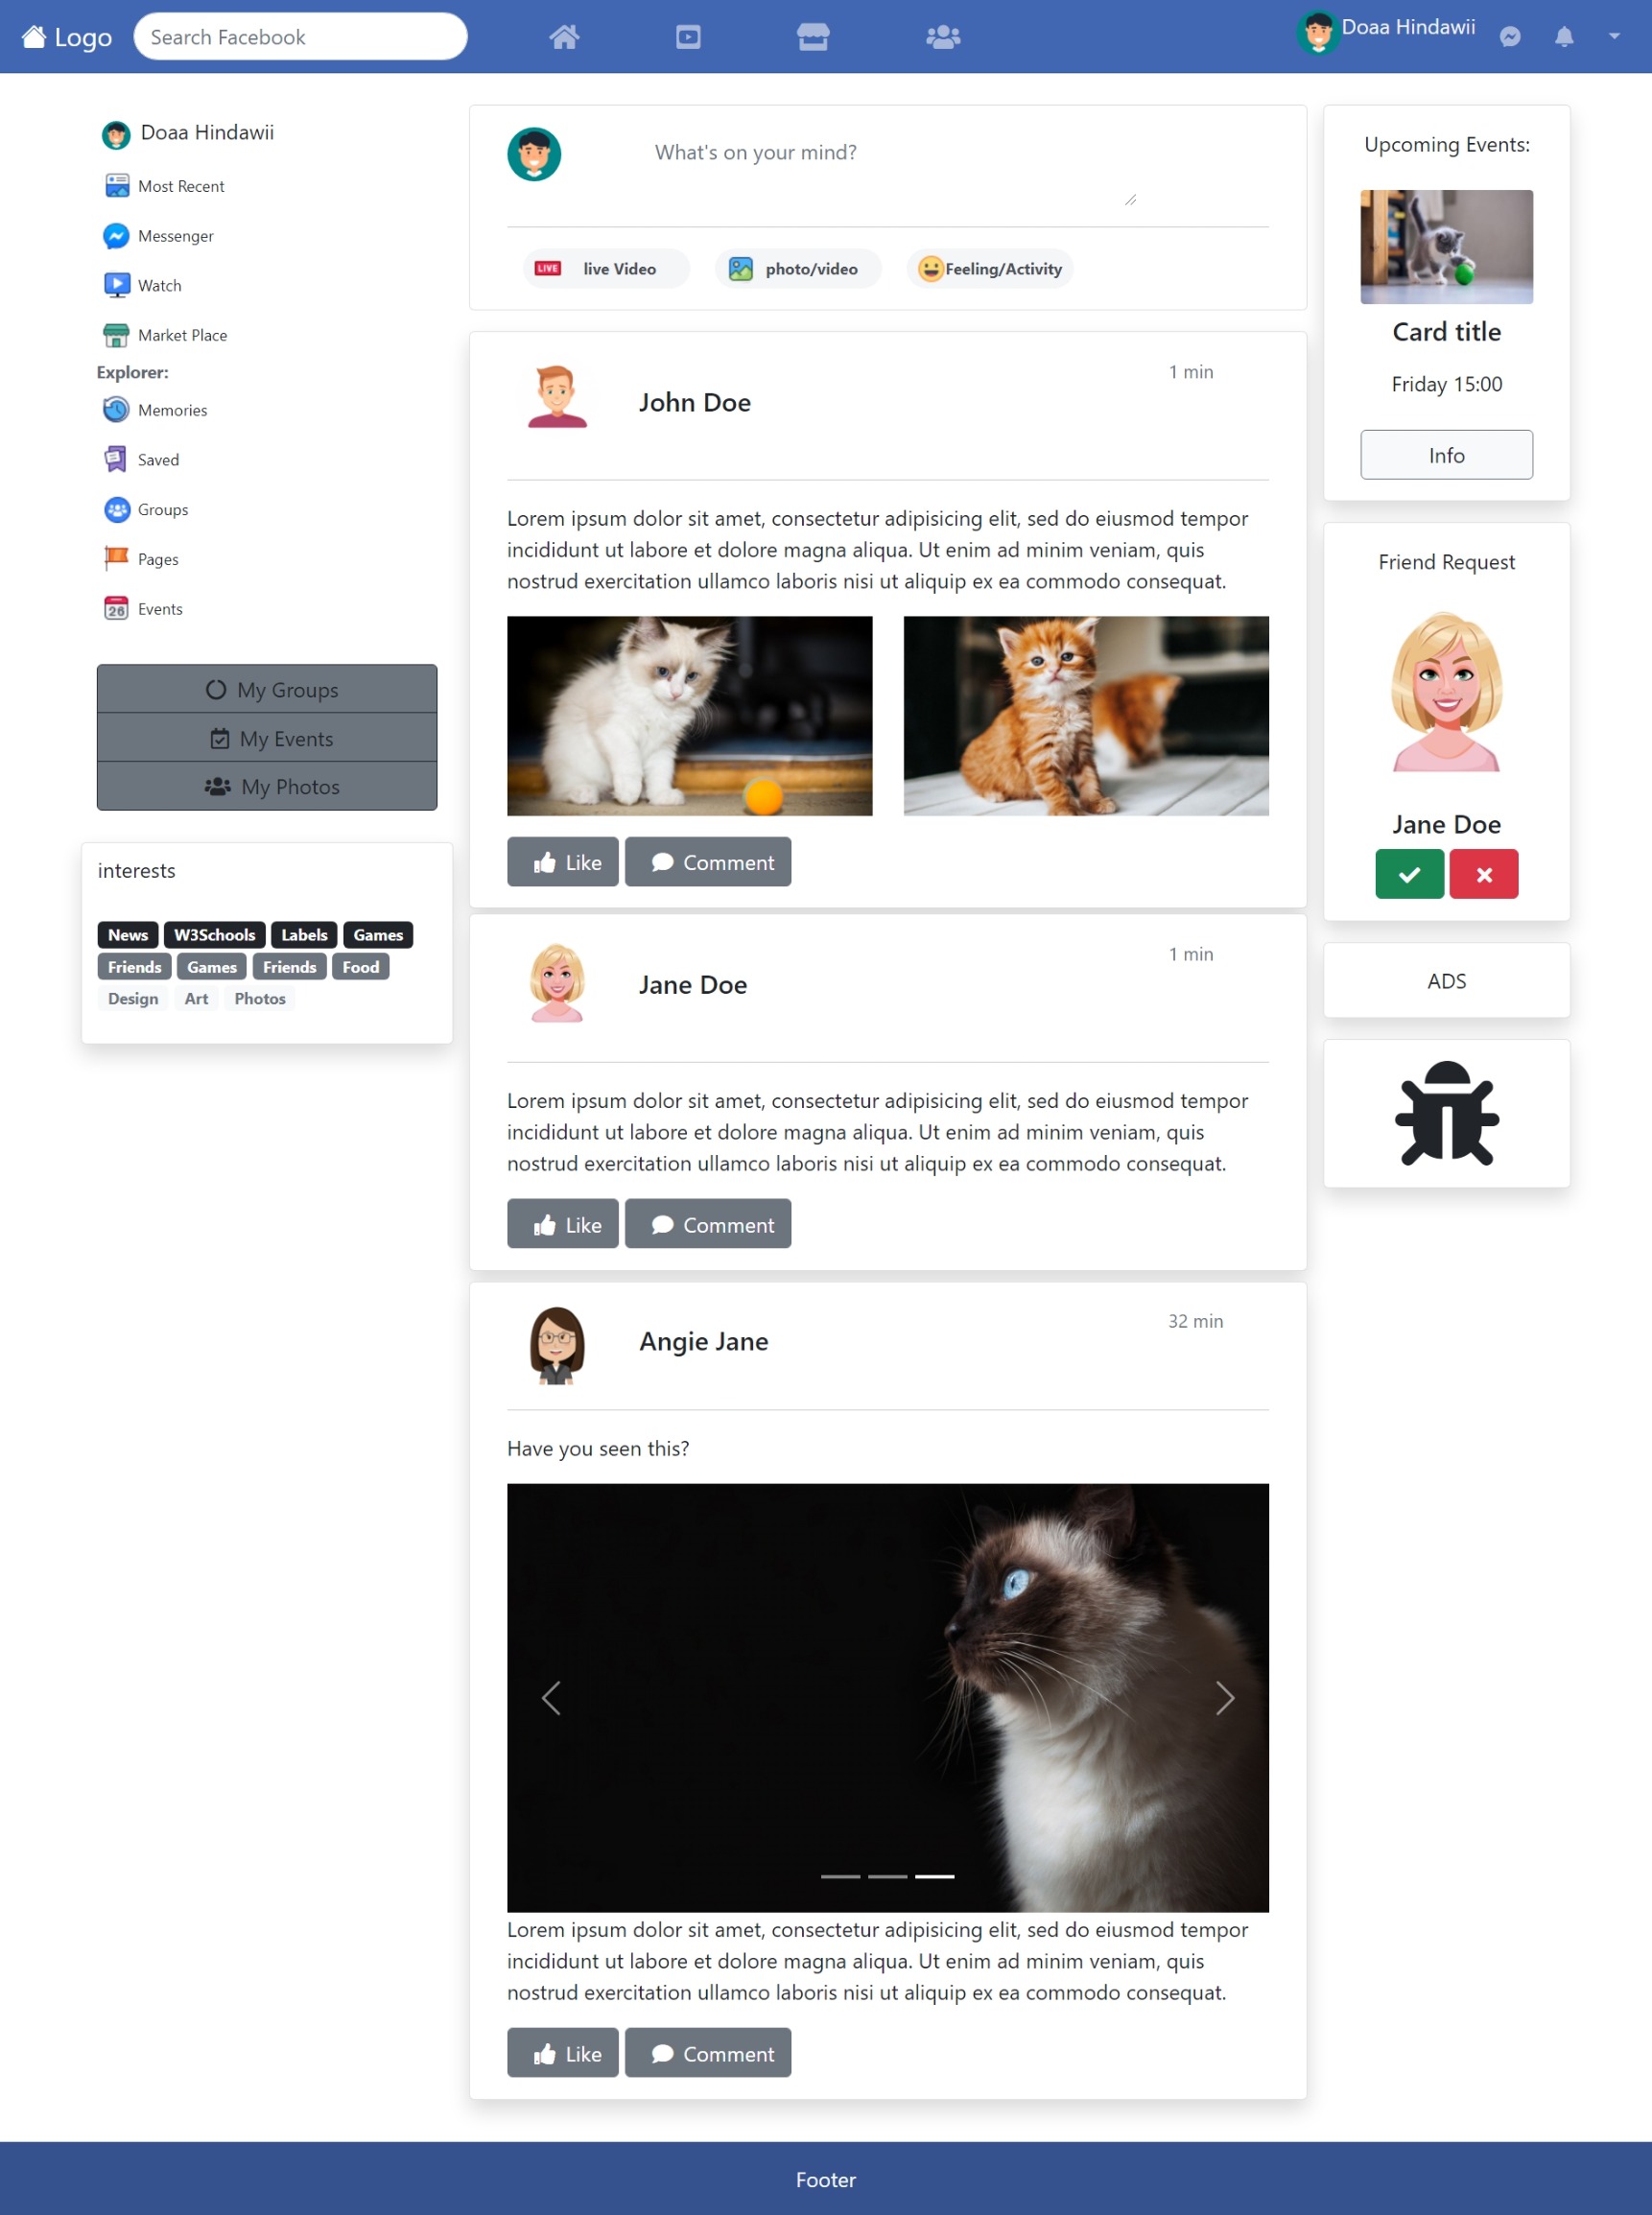 Logo
Search Facebook
Doaa Hindawii
Doaa Hindawii
Most Recent
Messenger
Watch
Market Place
Explorer:
Memories
Saved
Groups
Pages
26
Events
My Groups
My Events
My Photos
interests
News W3Schools Labels Games
Friends Games Friends Food
Design Art Photos
What's on your mind?
LIVE live Video
photo/video
Feeling/Activity
John Doe
1 min
Lorem ipsum dolor sit amet, consectetur adipisicing elit, sed do eiusmod tempor
incididunt ut labore et dolore magna aliqua. Ut enim ad minim veniam, quis
nostrud exercitation ullamco laboris nisi ut aliquip ex ea commodo consequat.
Like
Comment
Jane Doe
1 min
Lorem ipsum dolor sit amet, consectetur adipisicing elit, sed do eiusmod tempor
incididunt ut labore et dolore magna aliqua. Ut enim ad minim veniam, quis
nostrud exercitation ullamco laboris nisi ut aliquip ex ea commodo consequat.
Like
Comment
Angie Jane
32 min
Have you seen this?
Lorem ipsum dolor sit amet, consectetur adipisicing elit, sed do eiusmod tempor
incididunt ut labore et dolore magna aliqua. Ut enim ad minim veniam, quis
nostrud exercitation ullamco laboris nisi ut aliquip ex ea commodo consequat.
Like
Comment
Upcoming Events:
Card title
Friday 15:00
Info
Friend Request
Jane Doe
ADS
Footer